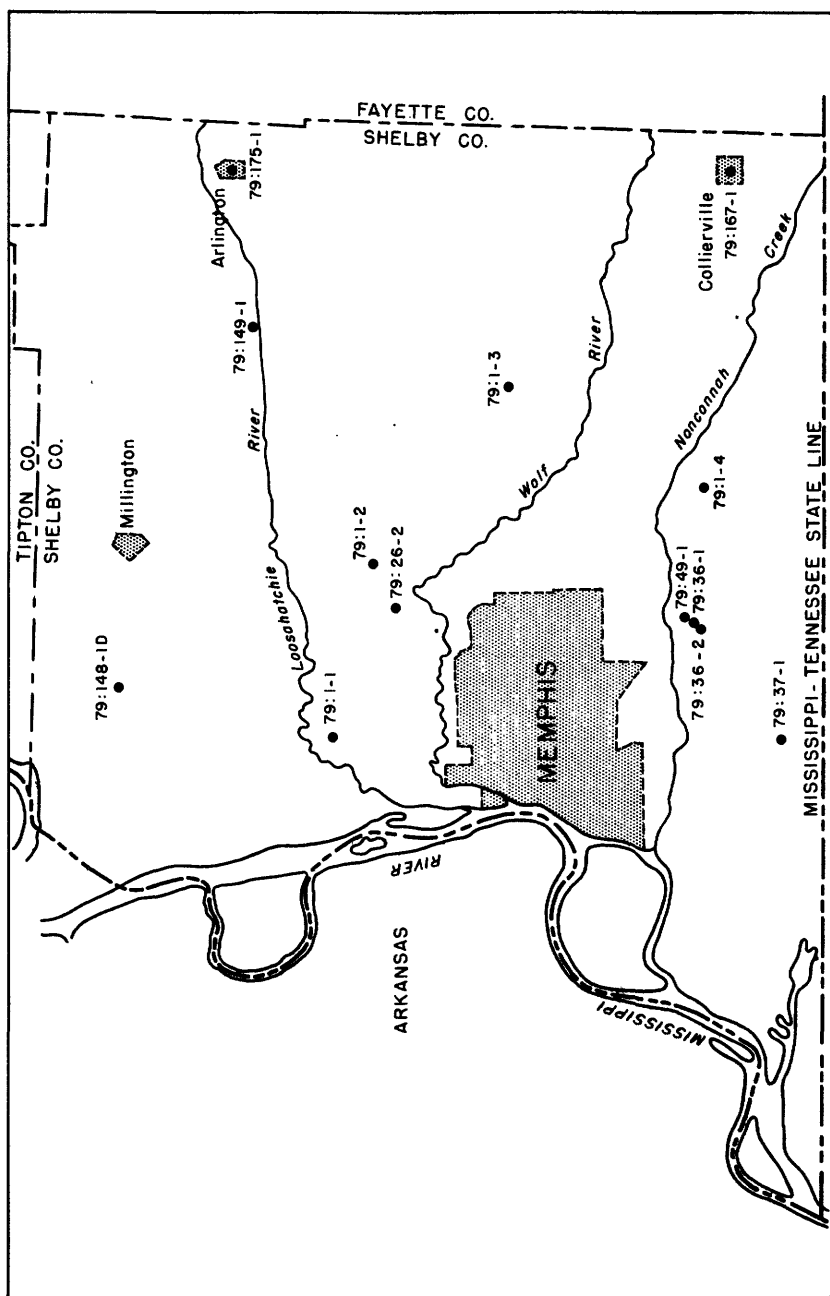 FAYETTE CO.
SHELBY CO.
TIPTON CO.
SHELBY CO.
Arlington
79:175-1
79:149-1
Millington
79:148-1D
Loosahatchie
River
79:1-3
79:1-2
79:26-2
79:1-1
Wolf
River
Collierville
79:167-1
Nonconnah
Creek
79:1-4
79:49-1
79:36-1
79:36-2
79:37-1
MEMPHIS
MISSISSIPPI
RIVER
ARKANSAS
MISSISSIPPI-TENNESSEE STATE LINE